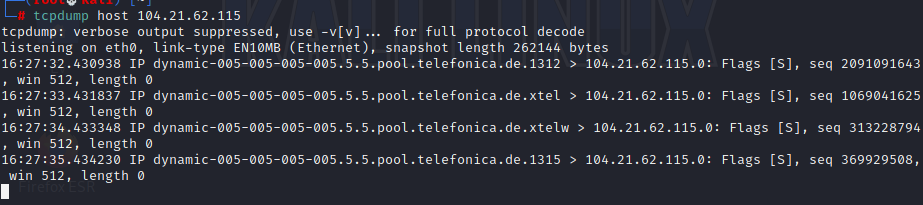 (root㉿kali)-[~]
# tcpdump host 104.21.62.115
tcpdump: verbose output suppressed, use -v[v]... for full protocol decode
listening on eth0, link-type EN10MB (Ethernet), snapshot length 262144 bytes
16:27:32.430938 IP dynamic-005-005-005-005.5.5.pool.telefonica.de.1312 > 104.21.62.115.0: Flags [S], seq 2091091643
, win 512, length 0
16:27:33.431837 IP dynamic-005-005-005-005.5.5.pool.telefonica.de.xtel > 104.21.62.115.0: Flags [S], seq 1069041625
, win 512, length 0
16:27:34.433348 IP dynamic-005-005-005-005.5.5.pool.telefonica.de.xtelw > 104.21.62.115.0: Flags [S], seq 313228794
, win 512, length 0
16:27:35.434230 IP dynamic-005-005-005-005.5.5.pool.telefonica.de.1315 > 104.21.62.115.0: Flags [S], seq 369929508,
win 512, length 0
Firefox ESR